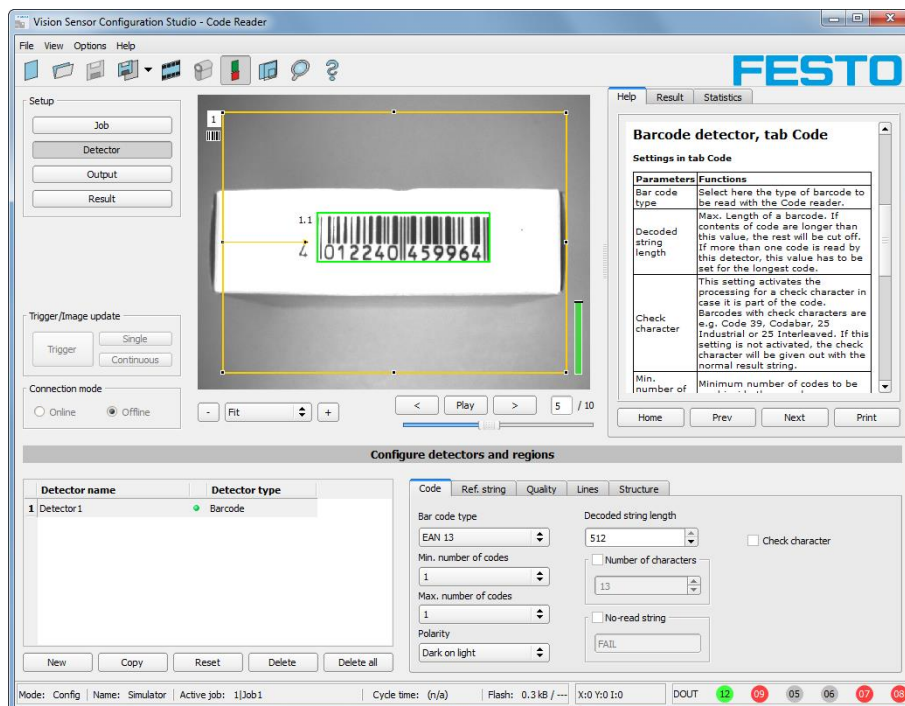 Vision Sensor Configuration Studio - Code Reader
File View Options Help
FESTO
Setup
Job
Detector
Output
Result
Trigger/Image update
Trigger
Single
Continuous
Connection mode
Online
Offline
1
1.1
4 012240 459964
- Fit +
< Play > 5 / 10
Help Result Statistics
Barcode detector, tab Code
Settings in tab Code
Parameters Functions
Bar code type
Select here the type of barcode to
be read with the Code reader.
Decoded string length
Max. Length of a barcode. If
contents of code are longer than
this value, the rest will be cut off.
If more than one code is read by
this detector, this value has to be
set for the longest code.
Check character
This setting activates the
processing for a check character in
case it is part of the code.
Barcodes with check characters are
e.g. Code 39, Codabar, 25
Industrial or 25 Interleaved. If this
setting is not activated, the check
character will be given out with the
normal result string.
Min. number of
Minimum number of codes to be
Home Prev Next Print
Configure detectors and regions
Detector name Detector type
1 Detector1 Barcode
New Copy Reset Delete Delete all
Code Ref. string Quality Lines Structure
Bar code type
EAN 13
Min. number of codes
1
Max. number of codes
1
Polarity
Dark on light
Decoded string length
512
Number of characters
13
No-read string
FAIL
Check character
Mode: Config Name: Simulator Active job: 1|Job1 Cycle time: (n/a) Flash: 0.3 kB / --- X:0 Y:0 I:0 DOUT 12 09 05 06 07 08